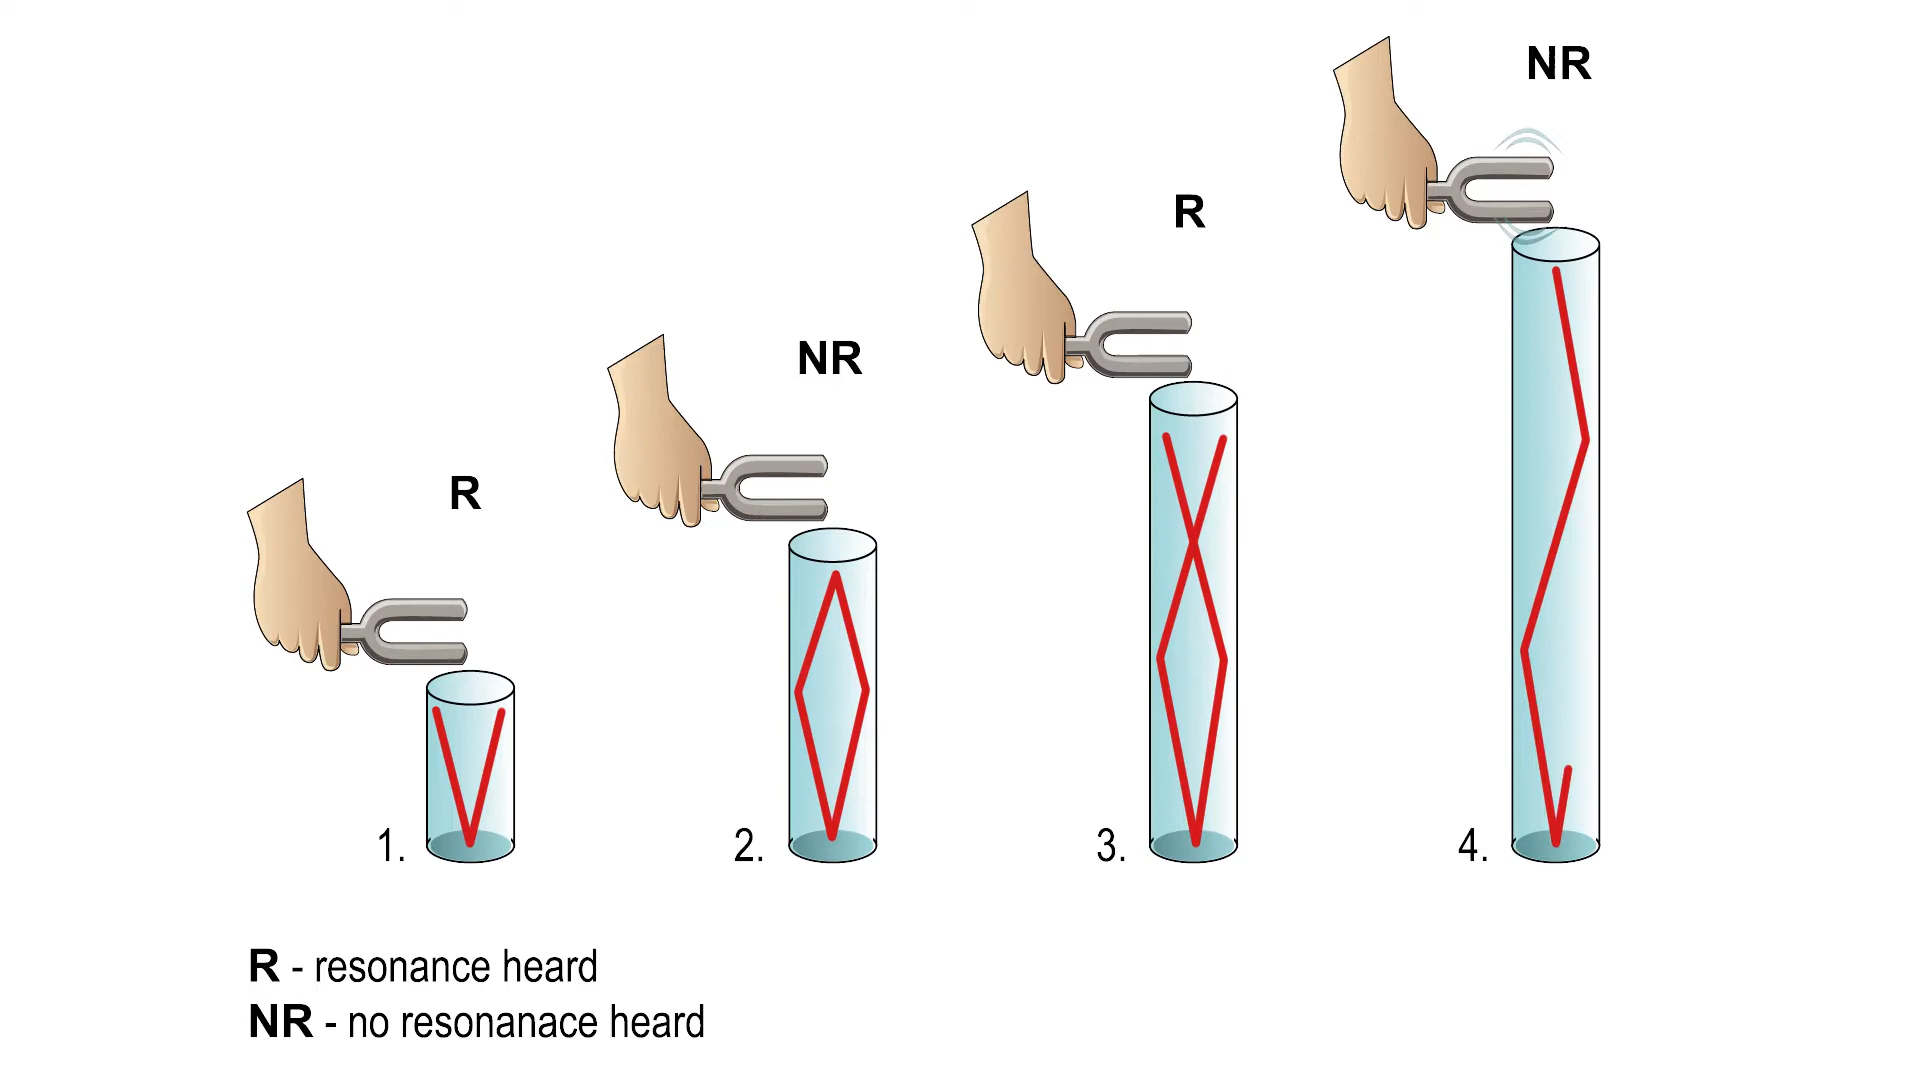 NR
R
NR
R
1.
2.
3.
4.
R - resonance heard
NR - no resonanace heard